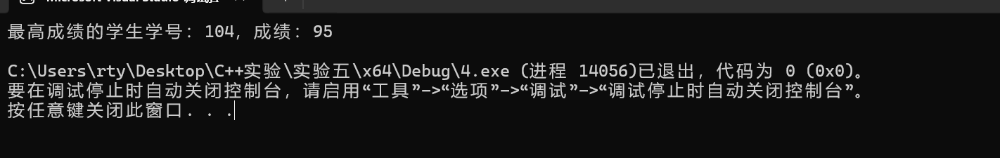 最高成绩的学生学号: 104, 成绩: 95
C:\Users\rty\Desktop\C++实验\实验五\x64\Debug\4.exe (进程 14056)已退出，代码为 0 (0x0)。
要在调试停止时自动关闭控制台，请启用“工具”->“选项”->“调试”->“调试停止时自动关闭控制台”。
按任意键关闭此窗口. . .